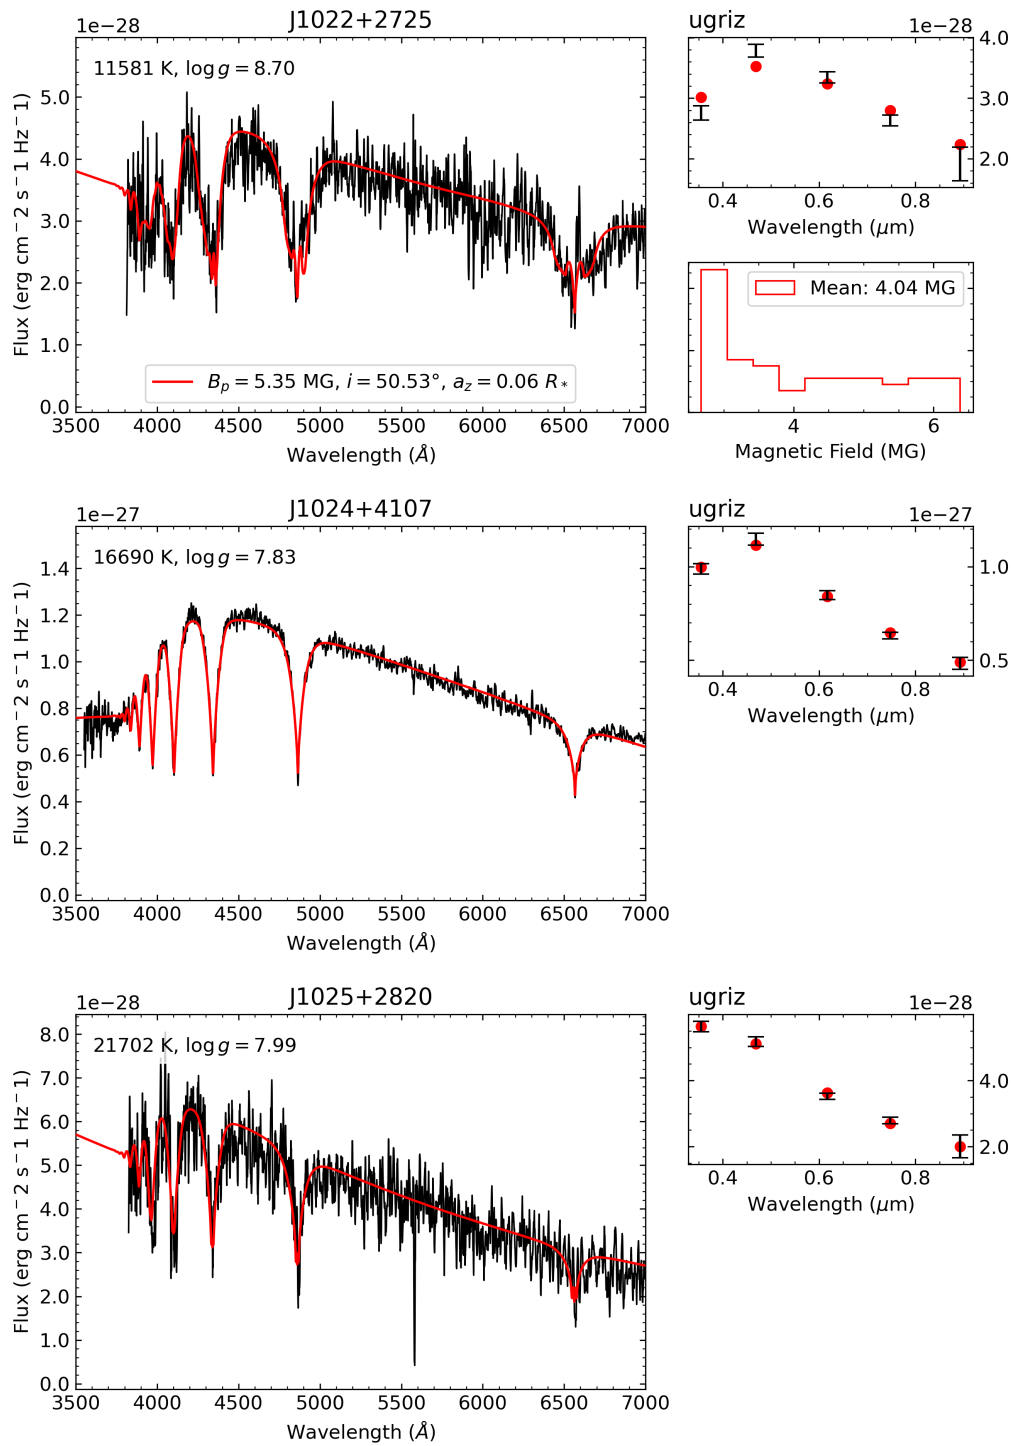 1e−28
J1022+2725
ugriz
1e−28
11581 K, log g = 8.70
Flux (erg cm−2 s−1 Hz−1)
5.0
4.0
3.0
2.0
1.0
0.0
B_p = 5.35 MG, i = 50.53°, a_z = 0.06 R_*
3500 4000 4500 5000 5500 6000 6500 7000
Wavelength (Å)
4.0
3.0
2.0
0.4 0.6 0.8
Wavelength (μm)
Mean: 4.04 MG
4 6
Magnetic Field (MG)
1e−27
J1024+4107
ugriz
1e−27
16690 K, log g = 7.83
Flux (erg cm−2 s−1 Hz−1)
1.4
1.2
1.0
0.8
0.6
0.4
0.2
0.0
3500 4000 4500 5000 5500 6000 6500 7000
Wavelength (Å)
1.0
0.5
0.4 0.6 0.8
Wavelength (μm)
1e−28
J1025+2820
ugriz
1e−28
21702 K, log g = 7.99
Flux (erg cm−2 s−1 Hz−1)
8.0
7.0
6.0
5.0
4.0
3.0
2.0
1.0
0.0
3500 4000 4500 5000 5500 6000 6500 7000
Wavelength (Å)
4.0
2.0
0.4 0.6 0.8
Wavelength (μm)